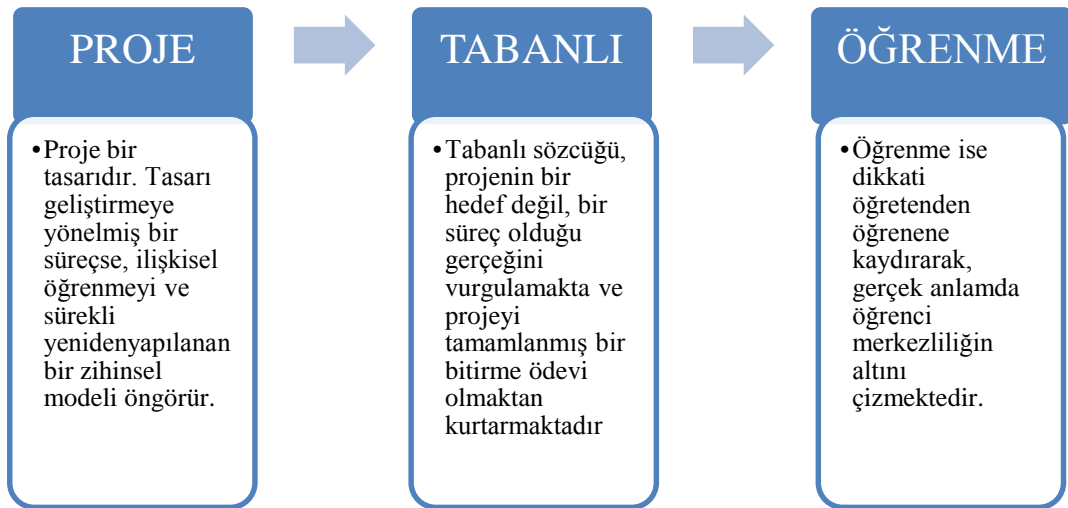 PROJE
•Proje bir
tasarıdır. Tasarı
geliştirmeye
yönelmiş bir
süreçse, ilişkisel
öğrenmeyi ve
sürekli
yenidenyapılanan
bir zihinsel
modeli öngörür.
TABANLI
•Tabanlı sözcüğü,
projenin bir
hedef değil, bir
süreç olduğu
gerçeğini
vurgulamakta ve
projeyi
tamamlanmış bir
bitirme ödevi
olmaktan
kurtarmaktadır
ÖĞRENME
•Öğrenme ise
dikkati
öğretenden
öğrenene
kaydırarak,
gerçek anlamda
öğrenci
merkezliliğin
altını
çizmektedir.